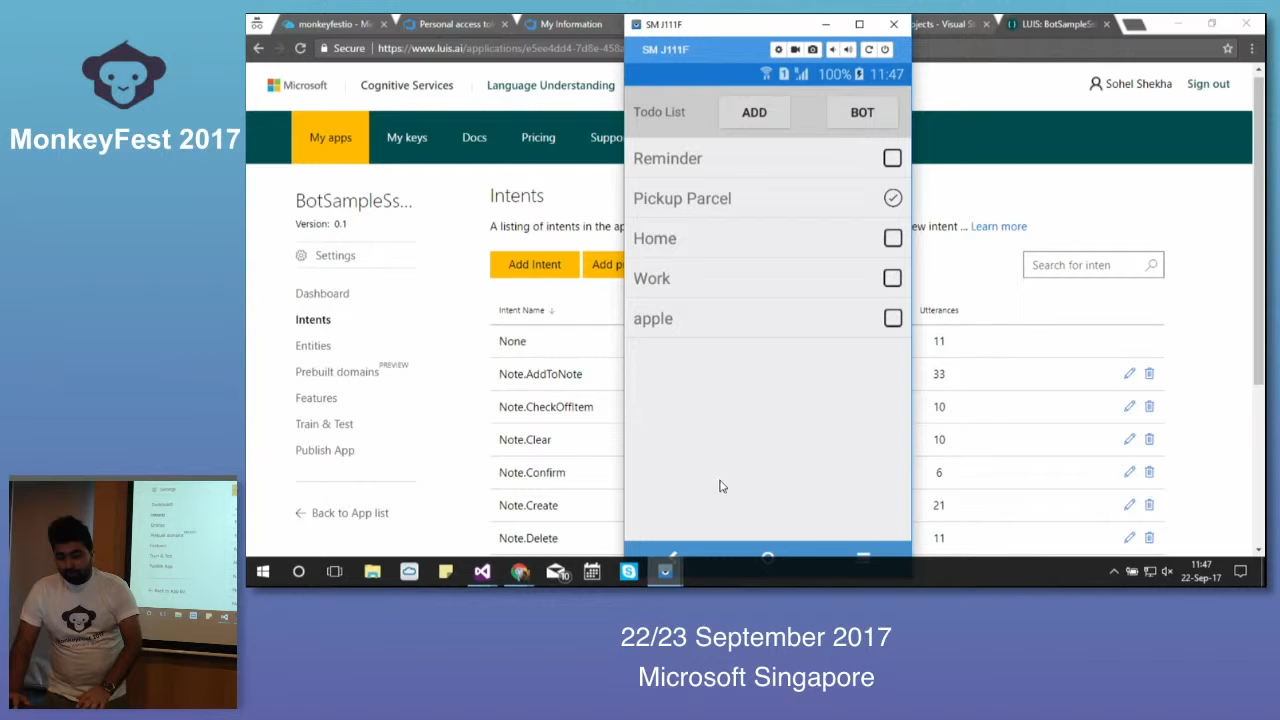 MonkeyFest 2017
monkeyfestio - Mi
Personal access to
My Information
SM J111F
ojects - Visual S
LUIS: BotSampleSs
Secure
https://www.luis.ai/applications/e5ee4dd4-7d8e-458a
SM J111F
100%
11:47
Microsoft
Cognitive Services
Language Understanding
Sohel Shekha
Sign out
Todo List
ADD
BOT
My apps
My keys
Docs
Pricing
Suppo
Reminder
Pickup Parcel
Home
Work
apple
BotSampleSs...
Version: 0.1
Settings
Dashboard
Intents
Entities
Prebuilt domains PREVIEW
Features
Train & Test
Publish App
Back to App list
Intents
A listing of intents in the ap
ew intent ... Learn more
Add Intent
Add p
Search for inten
Intent Name
Utterances
None
11
Note.AddToNote
33
Note.CheckOffItem
10
Note.Clear
10
Note.Confirm
6
Note.Create
21
Note.Delete
11
10
11:47
22-Sep-17
MonkeyFest 2017
22/23 September 2017
Microsoft Singapore